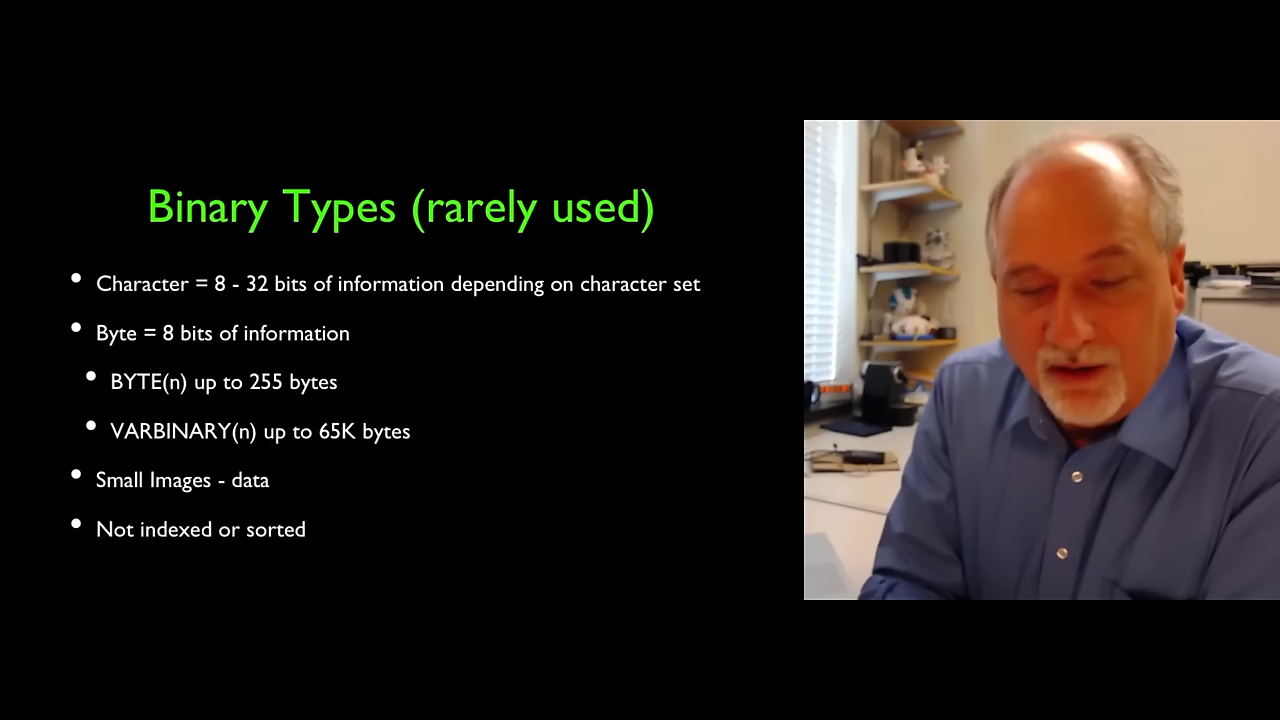 Binary Types (rarely used)
• Character = 8 - 32 bits of information depending on character set
• Byte = 8 bits of information
• BYTE(n) up to 255 bytes
• VARBINARY(n) up to 65K bytes
• Small Images - data
• Not indexed or sorted